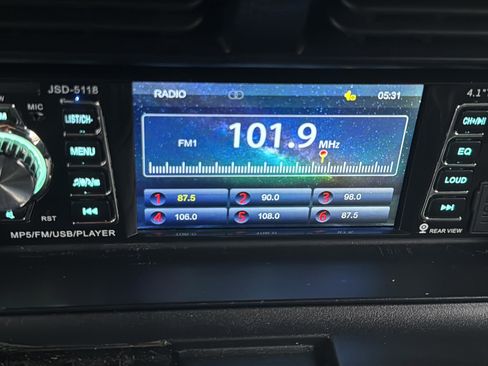 JSD-5118
MIC
LIST/CH-
MENU
RST
MP5/FM/USB/PLAYER
RADIO
05:31
FM1
101.9
MHz
1 87.5
2 90.0
3 98.0
4 106.0
5 108.0
6 87.5
4.1"
CH+/
EQ
LOUD
REAR VIEW